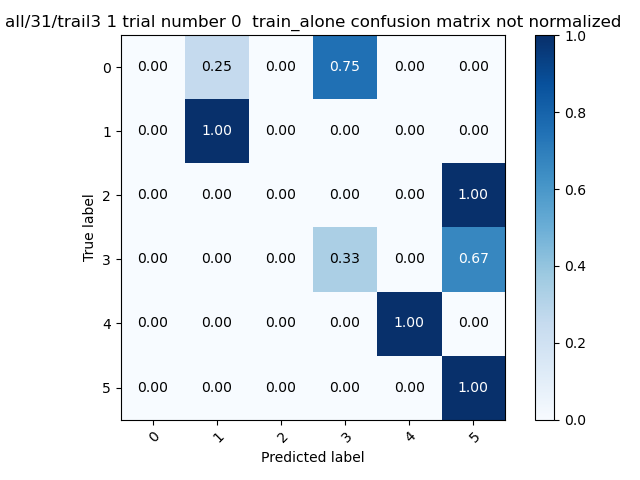 all/31/trail3 1 trial number 0  train_alone confusion matrix not normalized
0 0.00 0.25 0.00 0.75 0.00 0.00
1 0.00 1.00 0.00 0.00 0.00 0.00
2 0.00 0.00 0.00 0.00 0.00 1.00
3 0.00 0.00 0.00 0.33 0.00 0.67
4 0.00 0.00 0.00 0.00 1.00 0.00
5 0.00 0.00 0.00 0.00 0.00 1.00
0 1 2 3 4 5
True label
Predicted label
1.0
0.8
0.6
0.4
0.2
0.0